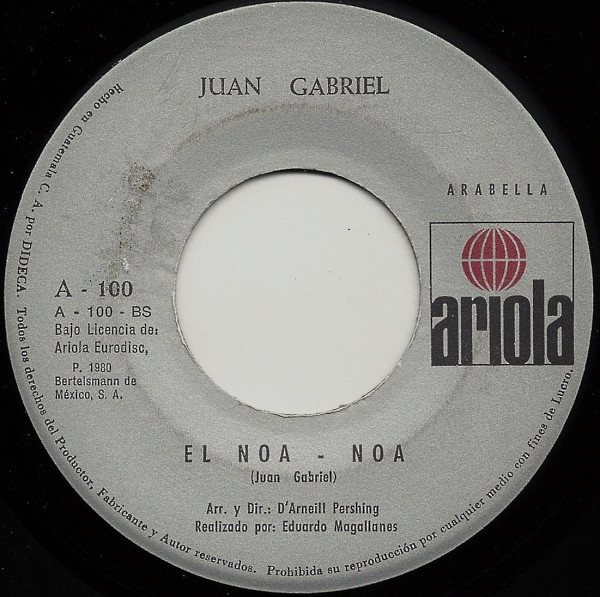 JUAN GABRIEL
ARABELLA
ariola
A - 100
A - 100 - BS
Bajo Licencia de:
Ariola Eurodisc,
P. 1980
Bertelsmann de
México, S. A.
EL NOA - NOA
(Juan Gabriel)
Arr. y Dir.: D'Arneill Pershing
Realizado por: Eduardo Magallanes
Hecho en Guatemala C. A. por DIDECA. Todos los derechos del Productor, Fabricante y Autor reservados. Prohibida su reproducción por cualquier medio con fines de Lucro.